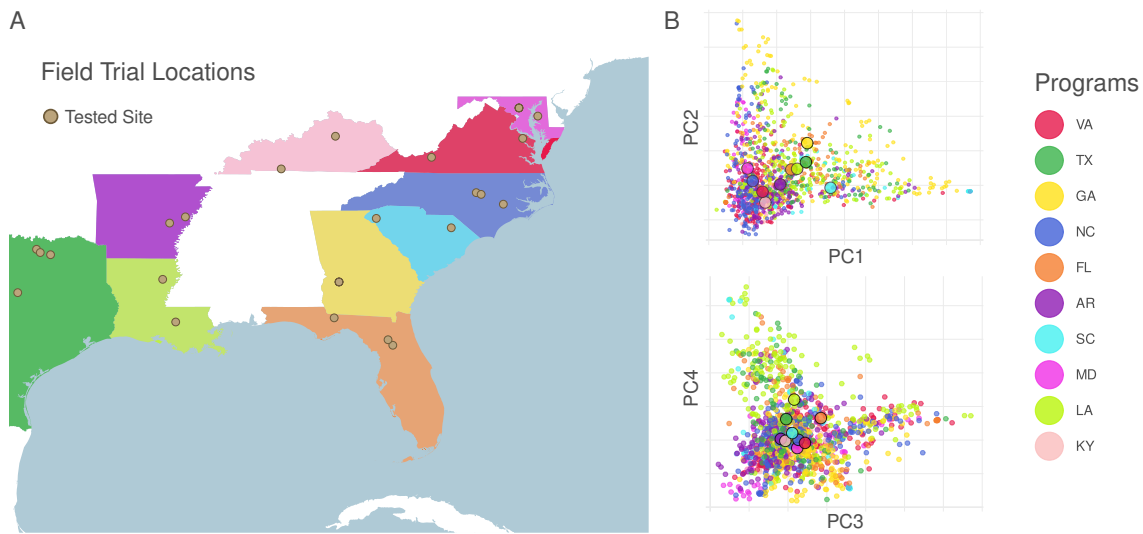 A
Field Trial Locations
Tested Site
B
PC2
PC1
PC4
PC3
Programs
VA
TX
GA
NC
FL
AR
SC
MD
LA
KY